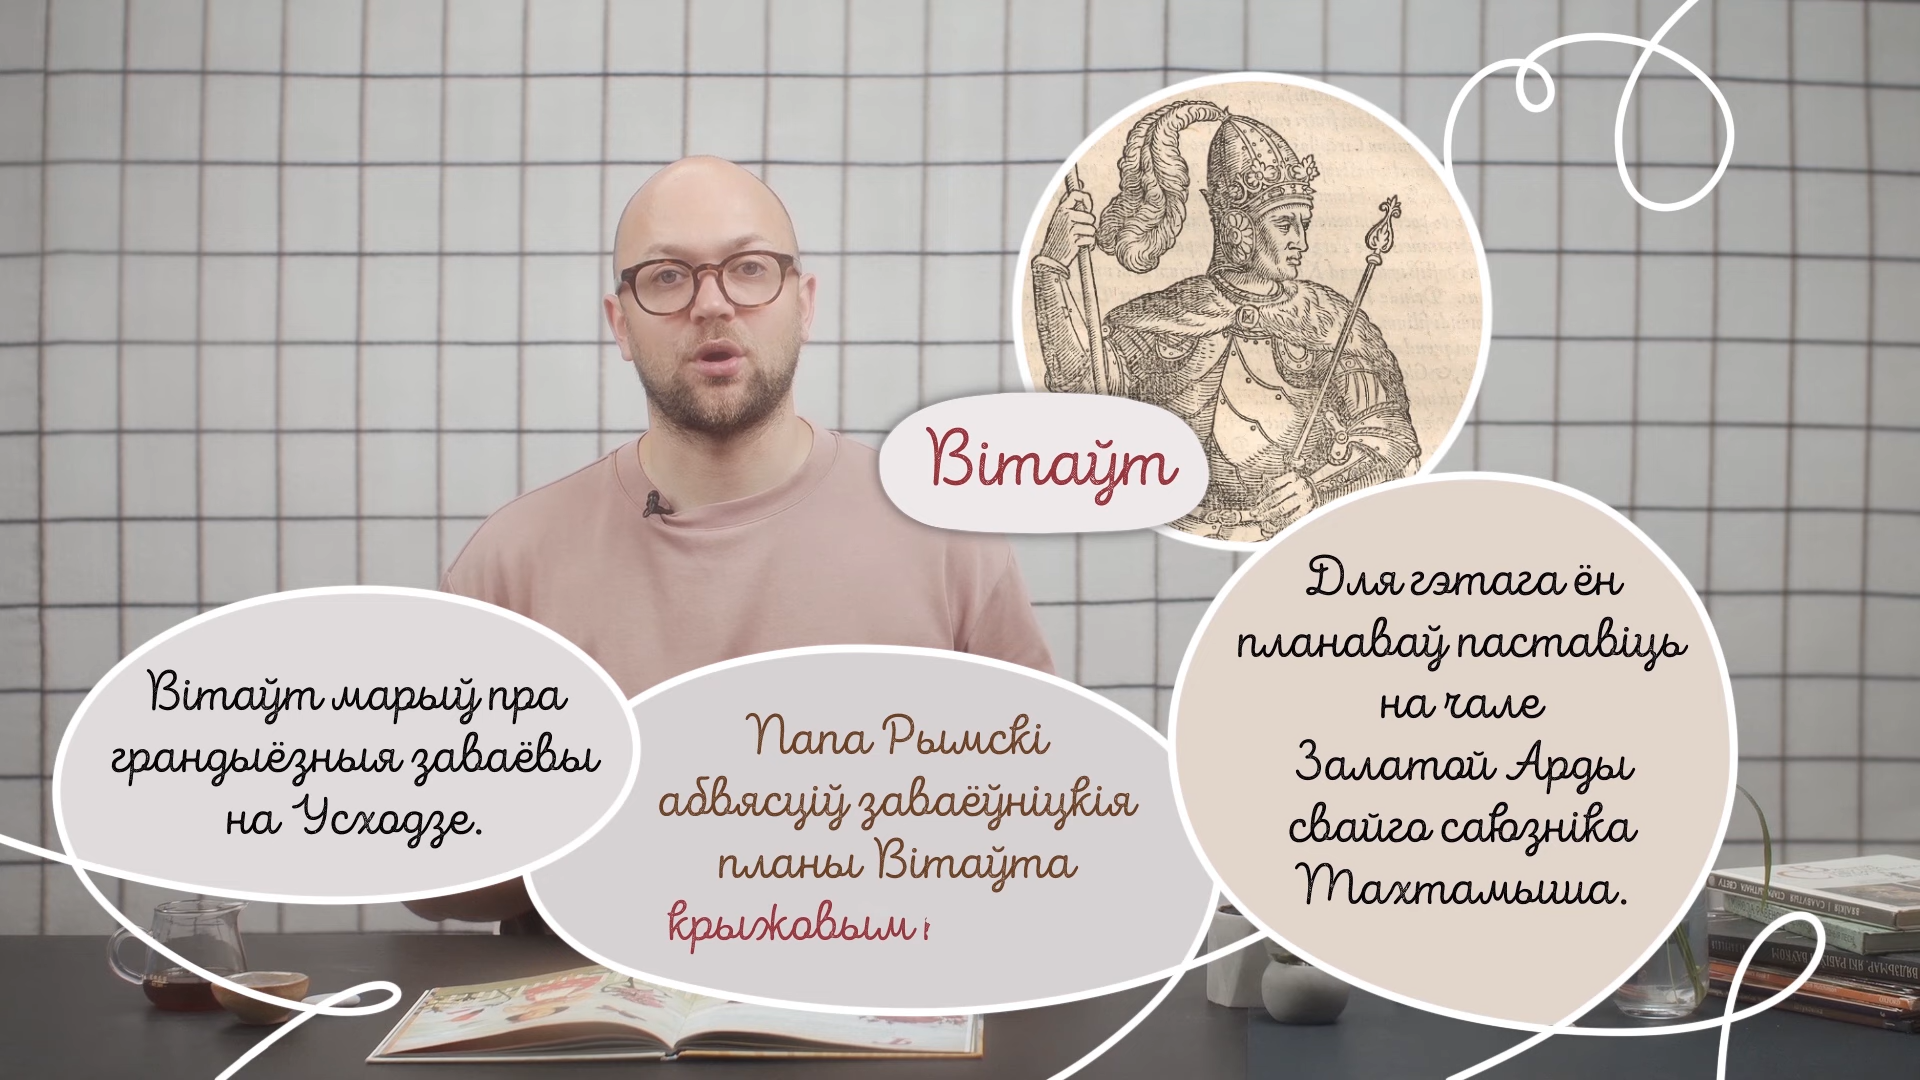 Вітаўт
Вітаўт марыў пра
грандыёзныя заваёвы
на Усходзе.
Папа Рымскі
абвясціў заваёўніцкія
планы Вітаўта
крыжовым
Для гэтага ён
планаваў паставіць
на чале
Залатой Арды
свайго саюзніка
Тахтамыша.